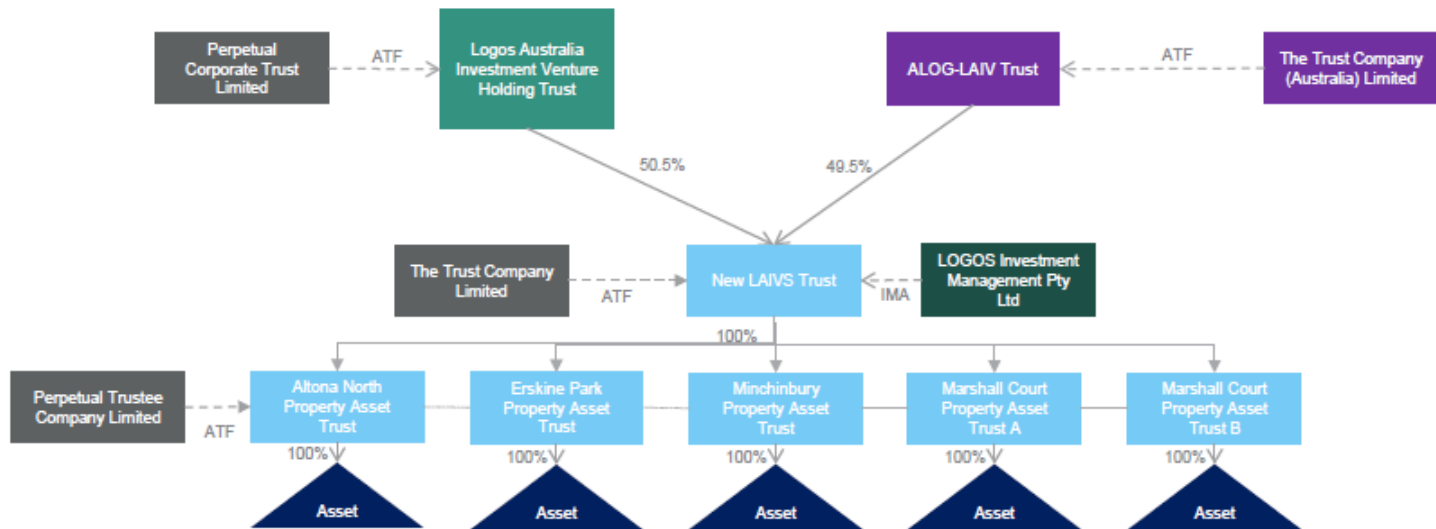 Perpetual
Corporate Trust
Limited
ATF
Logos Australia
Investment Venture
Holding Trust
ALOG-LAIV Trust
ATF
The Trust Company
(Australia) Limited
50.5%
49.5%
The Trust Company
Limited
ATF
New LAIVS Trust
IMA
LOGOS Investment
Management Pty
Ltd
100%
Perpetual Trustee
Company Limited
ATF
Altona North
Property Asset
Trust
Erskine Park
Property Asset
Trust
Minchinbury
Property Asset
Trust
Marshall Court
Property Asset
Trust A
Marshall Court
Property Asset
Trust B
100%
100%
100%
100%
100%
Asset
Asset
Asset
Asset
Asset